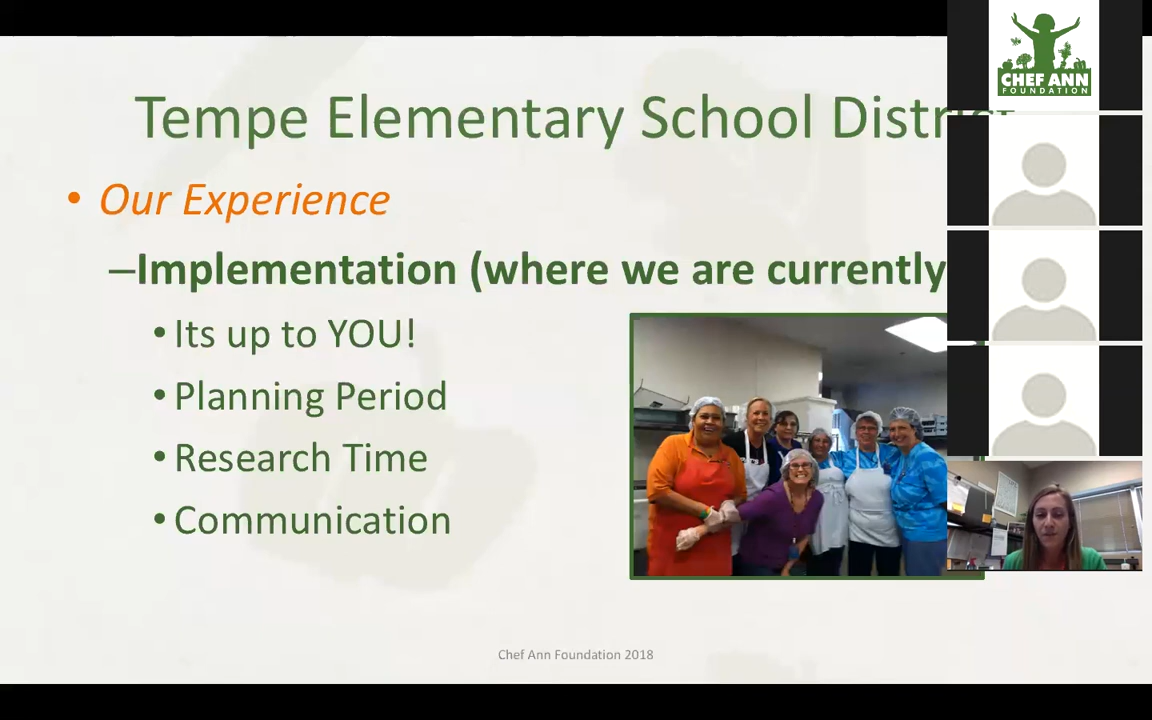 Tempe Elementary School District
• Our Experience
–Implementation (where we are currently
• Its up to YOU!
• Planning Period
• Research Time
• Communication
Chef Ann Foundation 2018
CHEF ANN
FOUNDATION